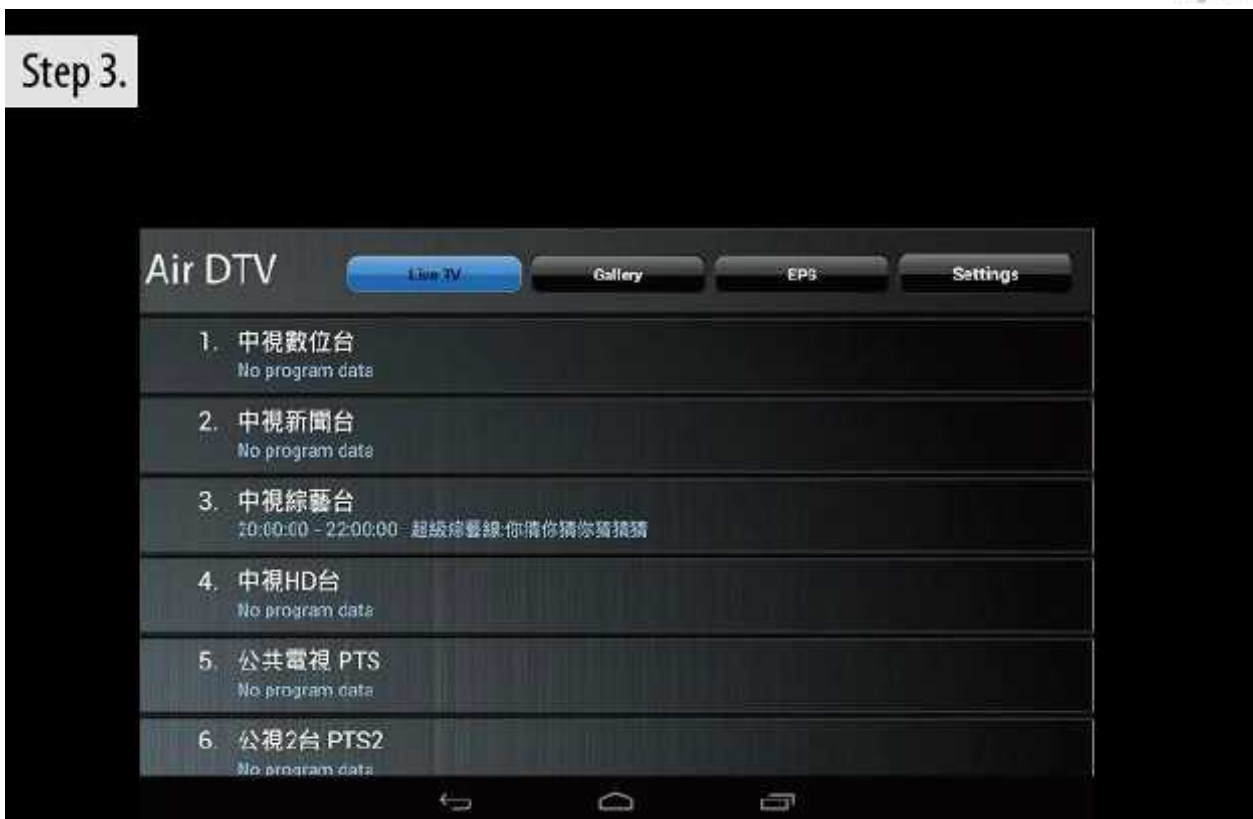 Step 3.
Air DTV
Live TV
Gallery
EPG
Settings
1. 中視數位台
No program data
2. 中視新聞台
No program data
3. 中視綜藝台
20:00:00 - 22:00:00 超級綜藝線:你猜你猜你猜猜猜
4. 中視HD台
No program data
5. 公共電視 PTS
No program data
6. 公視2台 PTS2
No program data